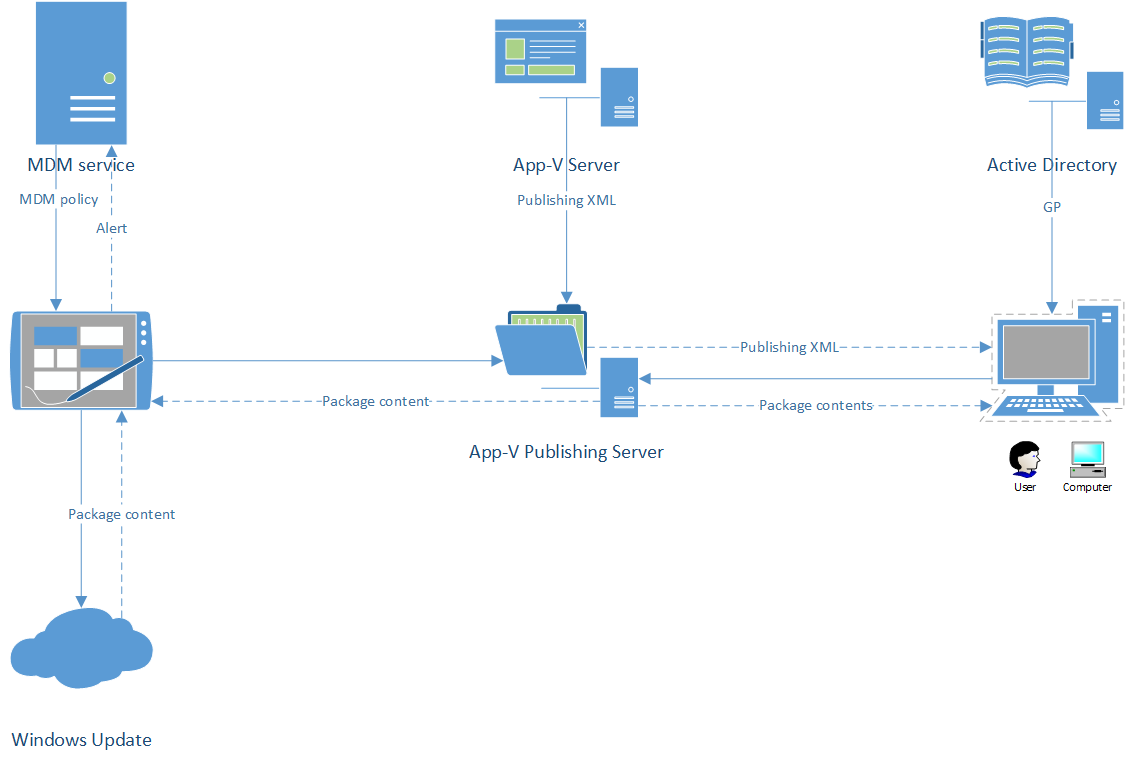 MDM service
App-V Server
Active Directory
MDM policy
Publishing XML
GP
Alert
Publishing XML
Package content
Package contents
App-V Publishing Server
User
Computer
Package content
Windows Update